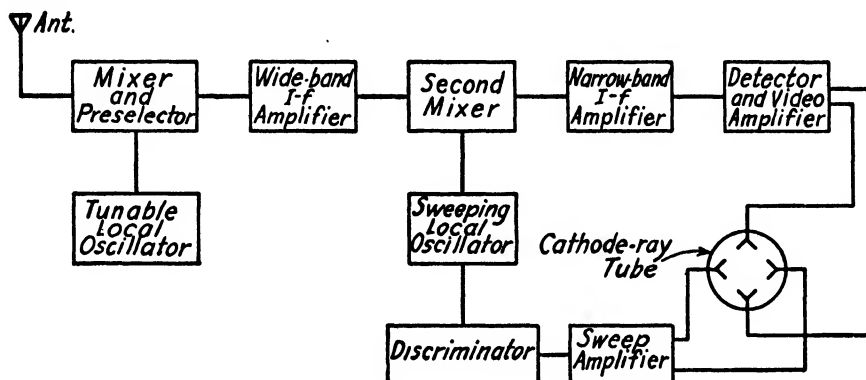 Ant.
Mixer
and
Preselector
Wide-band
I-f
Amplifier
Second
Mixer
Narrow-band
I-f
Amplifier
Detector
and Video
Amplifier
Tunable
Local
Oscillator
Sweeping
Local
Oscillator
Cathode-ray
Tube
Discriminator
Sweep
Amplifier